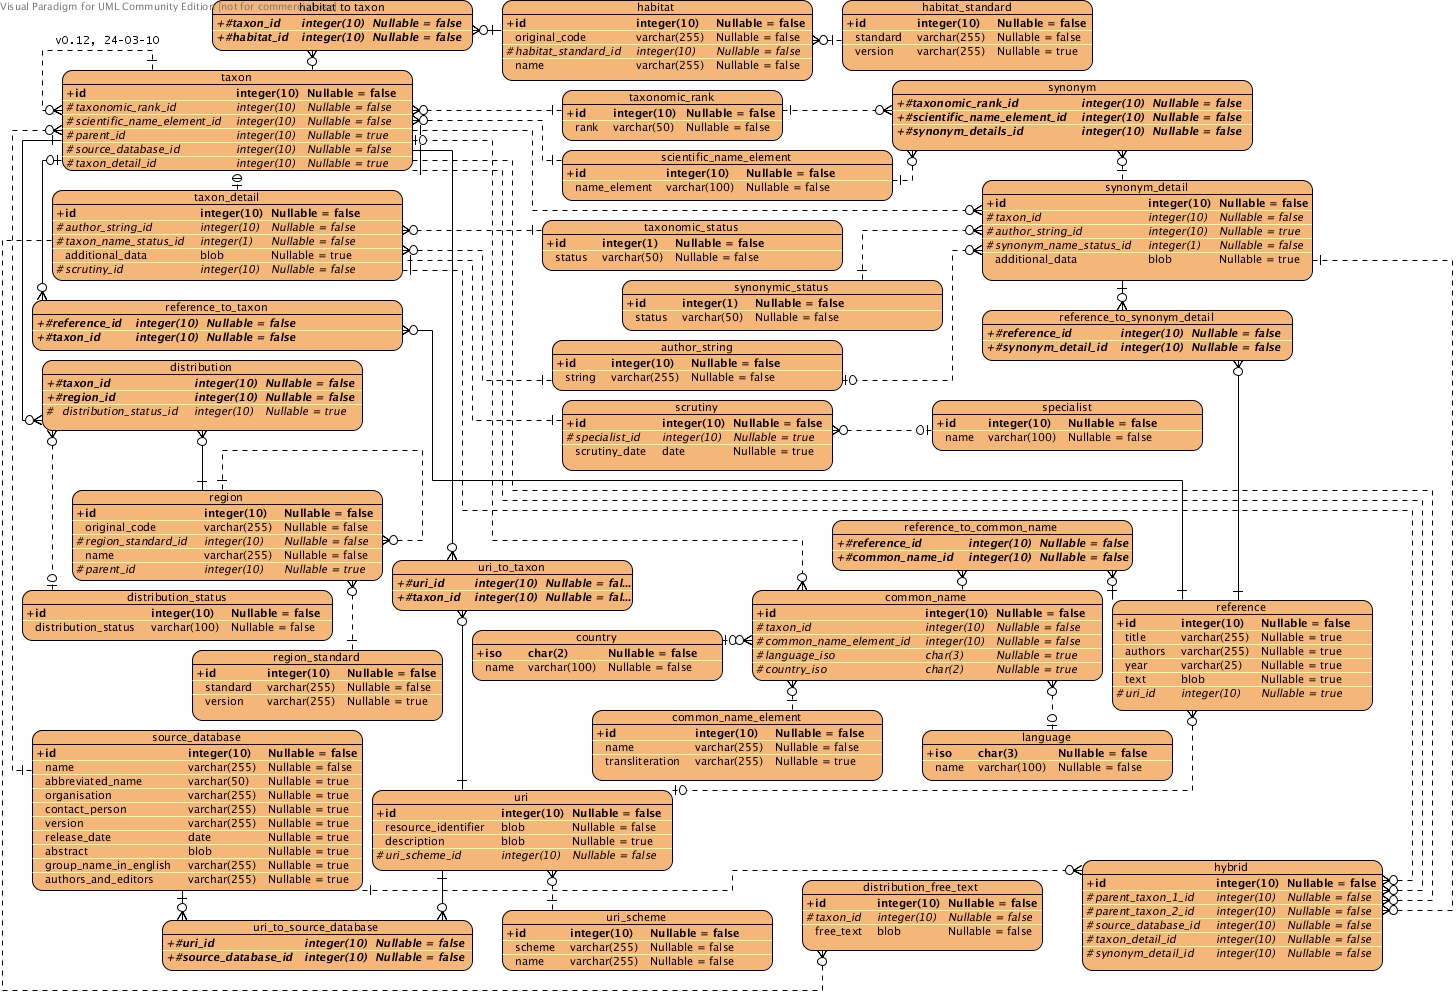 Visual Paradigm for UML Community Edition [not for commercial use]
v0.12, 24-03-10
habitat to taxon
+#taxon_id integer(10) Nullable = false
+#habitat_id integer(10) Nullable = false
habitat
+id integer(10) Nullable = false
original_code varchar(255) Nullable = false
#habitat_standard_id integer(10) Nullable = false
name varchar(255) Nullable = false
habitat_standard
+id integer(10) Nullable = false
standard varchar(255) Nullable = false
version varchar(255) Nullable = true
taxon
+id integer(10) Nullable = false
#taxonomic_rank_id integer(10) Nullable = false
#scientific_name_element_id integer(10) Nullable = false
#parent_id integer(10) Nullable = true
#source_database_id integer(10) Nullable = false
#taxon_detail_id integer(10) Nullable = true
taxonomic_rank
+id integer(10) Nullable = false
rank varchar(50) Nullable = false
synonym
+#taxonomic_rank_id integer(10) Nullable = false
+#scientific_name_element_id integer(10) Nullable = false
+#synonym_details_id integer(10) Nullable = false
scientific_name_element
+id integer(10) Nullable = false
name_element varchar(100) Nullable = false
taxon_detail
+id integer(10) Nullable = false
#author_string_id integer(10) Nullable = false
#taxon_name_status_id integer(1) Nullable = false
additional_data blob Nullable = true
#scrutiny_id integer(10) Nullable = false
synonym_detail
+id integer(10) Nullable = false
#taxon_id integer(10) Nullable = false
#author_string_id integer(10) Nullable = true
#synonym_name_status_id integer(1) Nullable = false
additional_data blob Nullable = true
taxonomic_status
+id integer(1) Nullable = false
status varchar(50) Nullable = false
synonymic_status
+id integer(1) Nullable = false
status varchar(50) Nullable = false
reference_to_taxon
+#reference_id integer(10) Nullable = false
+#taxon_id integer(10) Nullable = false
reference_to_synonym_detail
+#reference_id integer(10) Nullable = false
+#synonym_detail_id integer(10) Nullable = false
author_string
+id integer(10) Nullable = false
string varchar(255) Nullable = false
distribution
+#taxon_id integer(10) Nullable = false
+#region_id integer(10) Nullable = false
# distribution_status_id integer(10) Nullable = true
scrutiny
+id integer(10) Nullable = false
#specialist_id integer(10) Nullable = true
scrutiny_date date Nullable = true
specialist
+id integer(10) Nullable = false
name varchar(100) Nullable = false
region
+id integer(10) Nullable = false
original_code varchar(255) Nullable = false
#region_standard_id integer(10) Nullable = false
name varchar(255) Nullable = false
#parent_id integer(10) Nullable = true
reference_to_common_name
+#reference_id integer(10) Nullable = false
+#common_name_id integer(10) Nullable = false
uri_to_taxon
+#uri_id integer(10) Nullable = fal...
+#taxon_id integer(10) Nullable = fal...
distribution_status
+id integer(10) Nullable = false
distribution_status varchar(100) Nullable = false
common_name
+id integer(10) Nullable = false
#taxon_id integer(10) Nullable = false
#common_name_element_id integer(10) Nullable = false
#language_iso char(3) Nullable = true
#country_iso char(2) Nullable = true
reference
+id integer(10) Nullable = false
title varchar(255) Nullable = true
authors varchar(255) Nullable = true
year varchar(25) Nullable = true
text blob Nullable = true
#uri_id integer(10) Nullable = true
country
+iso char(2) Nullable = false
name varchar(100) Nullable = false
region_standard
+id integer(10) Nullable = false
standard varchar(255) Nullable = false
version varchar(255) Nullable = true
common_name_element
+id integer(10) Nullable = false
name varchar(255) Nullable = false
transliteration varchar(255) Nullable = true
language
+iso char(3) Nullable = false
name varchar(100) Nullable = false
source_database
+id integer(10) Nullable = false
name varchar(255) Nullable = false
abbreviated_name varchar(50) Nullable = true
organisation varchar(255) Nullable = true
contact_person varchar(255) Nullable = true
version varchar(255) Nullable = true
release_date date Nullable = true
abstract blob Nullable = true
group_name_in_english varchar(255) Nullable = true
authors_and_editors varchar(255) Nullable = true
uri
+id integer(10) Nullable = false
resource_identifier blob Nullable = false
description blob Nullable = true
#uri_scheme_id integer(10) Nullable = false
hybrid
+id integer(10) Nullable = false
#parent_taxon_1_id integer(10) Nullable = false
#parent_taxon_2_id integer(10) Nullable = false
#source_database_id integer(10) Nullable = false
#taxon_detail_id integer(10) Nullable = false
#synonym_detail_id integer(10) Nullable = false
distribution_free_text
+id integer(10) Nullable = false
#taxon_id integer(10) Nullable = false
free_text blob Nullable = false
uri_to_source_database
+#uri_id integer(10) Nullable = false
+#source_database_id integer(10) Nullable = false
uri_scheme
+id integer(10) Nullable = false
scheme varchar(255) Nullable = false
name varchar(255) Nullable = false